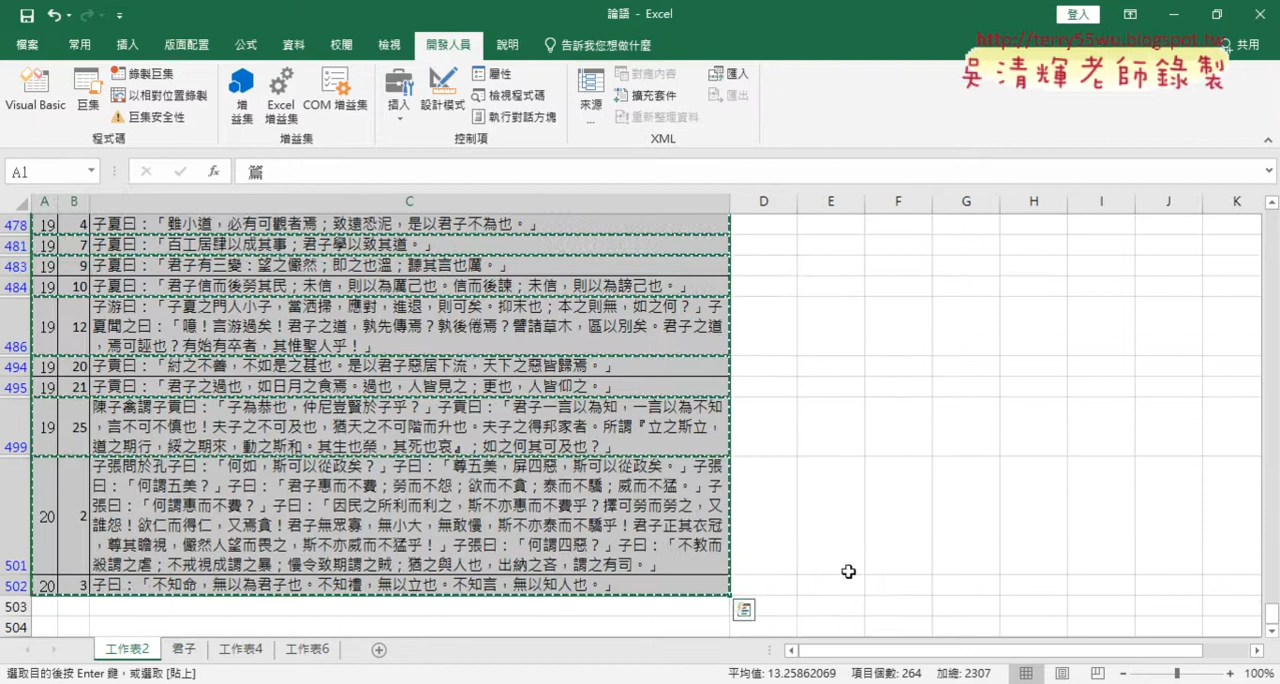 論語 - Excel
登入
檔案 常用 插入 版面配置 公式 資料 校閱 檢視 開發人員 說明 告訴我您想做什麼 共用
http://terry55wu.blogspot.tw
吳清輝老師錄製
Visual Basic 巨集 錄製巨集 以相對位置錄製 巨集安全性
程式碼
增益集 Excel 增益集 COM 增益集
增益集
插入 設計模式 屬性 檢視程式碼 執行對話方塊
控制項
來源... 對應內容 擴充套件 重新整理資料 匯入 匯出
XML
A1 fx 篇
A B C D E F G H I J K
478 19 4 子夏曰：「雖小道，必有可觀者焉；致遠恐泥，是以君子不為也。」
481 19 7 子夏曰：「百工居肆以成其事；君子學以致其道。」
483 19 9 子夏曰：「君子有三變：望之儼然；即之也溫；聽其言也厲。」
484 19 10 子夏曰：「君子信而後勞其民；未信，則以為厲己也。信而後諫；未信，則以為謗己也。」
子游曰：「子夏之門人小子，當洒掃，應對，進退，則可矣。抑末也；本之則無，如之何？」子
19 12 夏聞之曰：「噫！言游過矣！君子之道，孰先傳焉？孰後倦焉？譬諸草木，區以別矣。君子之道
486 ，焉可誣也？有始有卒者，其惟聖人乎！」
494 19 20 子貢曰：「紂之不善，不如是之甚也。是以君子惡居下流，天下之惡皆歸焉。」
495 19 21 子貢曰：「君子之過也，如日月之食焉。過也，人皆見之；更也，人皆仰之。」
陳子禽謂子貢曰：「子為恭也，仲尼豈賢於子乎？」子貢曰：「君子一言以為知，一言以為不知
19 25 ，言不可不慎也！夫子之不可及也，猶天之不可階而升也。夫子之得邦家者。所謂『立之斯立，
499 道之期行，綏之期來，動之斯和。其生也榮，其死也哀』；如之何其可及也？」
子張問於孔子曰：「何如，斯可以從政矣？」子曰：「尊五美，屏四惡，斯可以從政矣。」子張
曰：「何謂五美？」子曰：「君子惠而不費；勞而不怨；欲而不貪；泰而不驕；威而不猛。」子
張曰：「何謂惠而不費？」子曰：「因民之所利而利之，斯不亦惠而不費乎？擇可勞而勞之，又
20 2 誰怨！欲仁而得仁，又焉貪！君子無眾寡，無小大，無敢慢，斯不亦泰而不驕乎！君子正其衣冠
，尊其瞻視，儼然人望而畏之，斯不亦威而不猛乎！」子張曰：「何謂四惡？」子曰：「不教而
501 殺謂之虐；不戒視成謂之暴；慢令致期謂之賊；猶之與人也，出納之吝，謂之有司。」
502 20 3 子曰：「不知命，無以為君子也。不知禮，無以立也。不知言，無以知人也。」
503
504
工作表2 君子 工作表4 工作表6
選取目的後按 Enter 鍵，或選取 [貼上] 平均值: 13.25862069 項目個數: 264 加總: 2307 100%